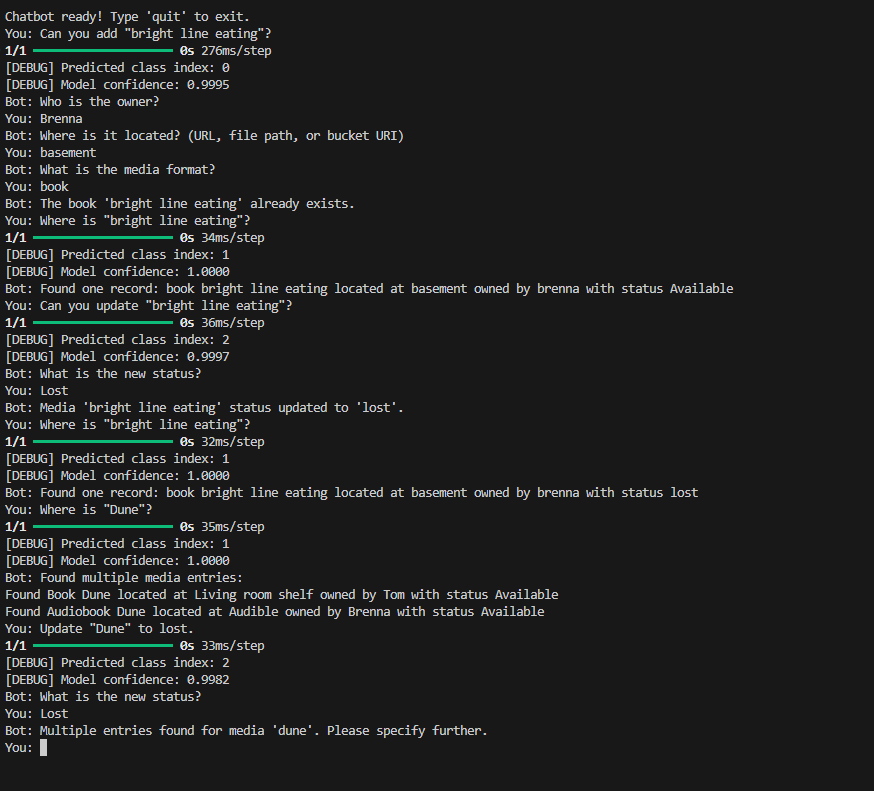 Chatbot ready! Type 'quit' to exit.
You: Can you add "bright line eating"?
1/1 ━━━━━━━━━━━━━━━━━━━━ 0s 276ms/step
[DEBUG] Predicted class index: 0
[DEBUG] Model confidence: 0.9995
Bot: Who is the owner?
You: Brenna
Bot: Where is it located? (URL, file path, or bucket URI)
You: basement
Bot: What is the media format?
You: book
Bot: The book 'bright line eating' already exists.
You: Where is "bright line eating"?
1/1 ━━━━━━━━━━━━━━━━━━━━ 0s 34ms/step
[DEBUG] Predicted class index: 1
[DEBUG] Model confidence: 1.0000
Bot: Found one record: book bright line eating located at basement owned by brenna with status Available
You: Can you update "bright line eating"?
1/1 ━━━━━━━━━━━━━━━━━━━━ 0s 36ms/step
[DEBUG] Predicted class index: 2
[DEBUG] Model confidence: 0.9997
Bot: What is the new status?
You: Lost
Bot: Media 'bright line eating' status updated to 'lost'.
You: Where is "bright line eating"?
1/1 ━━━━━━━━━━━━━━━━━━━━ 0s 32ms/step
[DEBUG] Predicted class index: 1
[DEBUG] Model confidence: 1.0000
Bot: Found one record: book bright line eating located at basement owned by brenna with status lost
You: Where is "Dune"?
1/1 ━━━━━━━━━━━━━━━━━━━━ 0s 35ms/step
[DEBUG] Predicted class index: 1
[DEBUG] Model confidence: 1.0000
Bot: Found multiple media entries:
Found Book Dune located at Living room shelf owned by Tom with status Available
Found Audiobook Dune located at Audible owned by Brenna with status Available
You: Update "Dune" to lost.
1/1 ━━━━━━━━━━━━━━━━━━━━ 0s 33ms/step
[DEBUG] Predicted class index: 2
[DEBUG] Model confidence: 0.9982
Bot: What is the new status?
You: Lost
Bot: Multiple entries found for media 'dune'. Please specify further.
You: